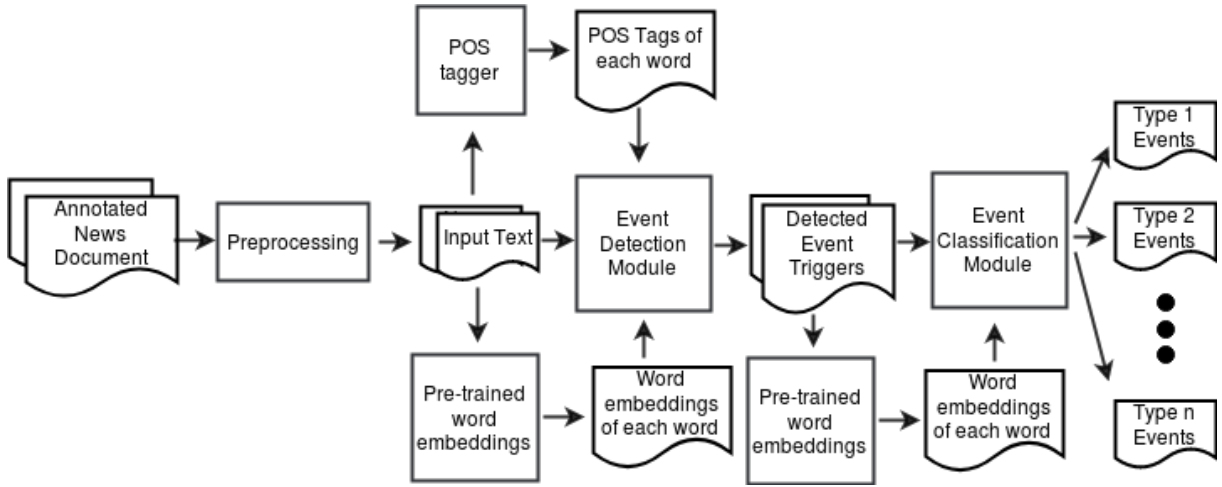 POS
tagger
POS Tags of
each word
Annotated
News
Document
Preprocessing
Input Text
Event
Detection
Module
Detected
Event
Triggers
Event
Classification
Module
Type 1
Events
Type 2
Events
Type n
Events
Pre-trained
word
embeddings
Word
embeddings
of each word
Pre-trained
word
embeddings
Word
embeddings
of each word